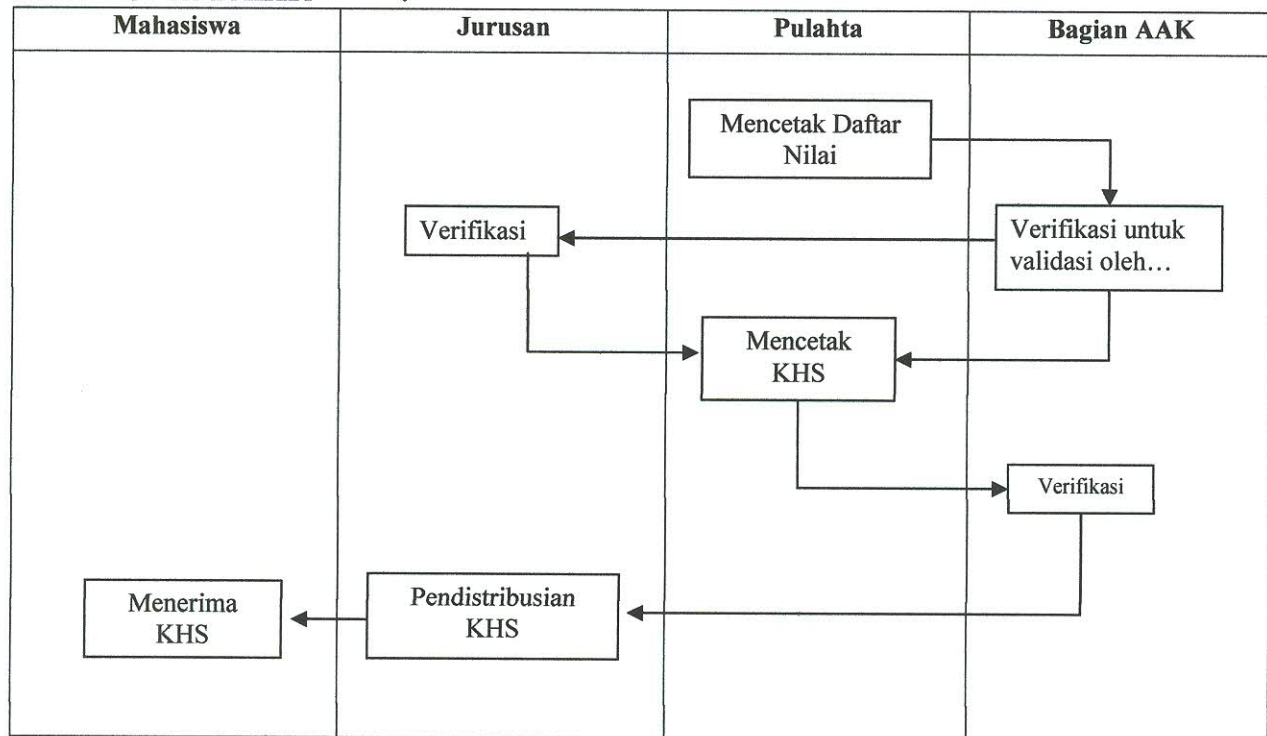 Mahasiswa
Jurusan
Pulahta
Bagian AAK
Mencetak Daftar
Nilai
Verifikasi
Verifikasi untuk
validasi oleh…
Mencetak
KHS
Verifikasi
Menerima
KHS
Pendistribusian
KHS